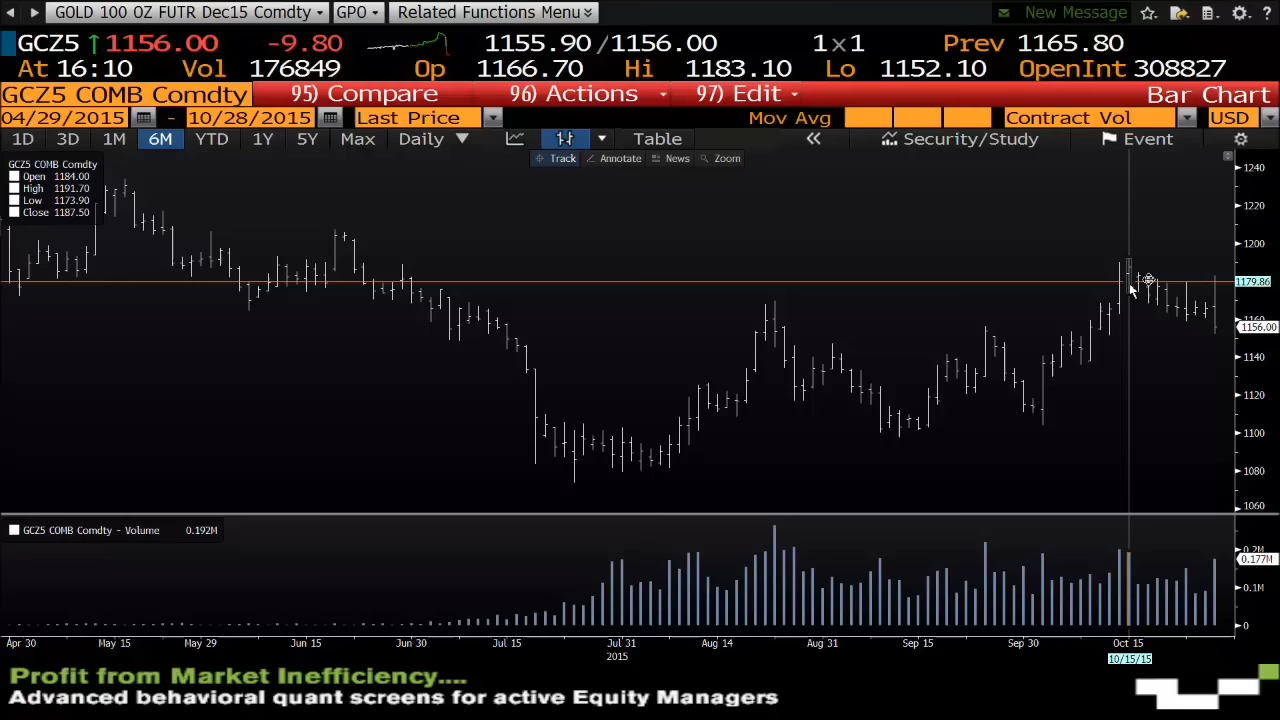 GOLD 100 OZ FUTR Dec15 Comdty GPO Related Functions Menu New Message ?
GCZ5 1156.00 -9.80 1155.90/1156.00 1x1 Prev 1165.80
At 16:10 Vol 176849 Op 1166.70 Hi 1183.10 Lo 1152.10 OpenInt 308827
GCZ5 COMB Comdty 95) Compare 96) Actions 97) Edit Bar Chart
04/29/2015 - 10/28/2015 Last Price Mov Avg Contract Vol USD
1D 3D 1M 6M YTD 1Y 5Y Max Daily Table Security/Study Event
Track Annotate News Zoom
GCZ5 COMB Comdty
Open 1184.00
High 1191.70
Low 1173.90
Close 1187.50
1240
1220
1200
1179.86
1160
1156.00
1140
1120
1100
1080
1060
GCZ5 COMB Comdty - Volume 0.192M
0.2M
0.177M
0.1M
0
Apr 30 May 15 May 29 Jun 15 Jun 30 Jul 15 Jul 31 Aug 14 Aug 31 Sep 15 Sep 30 Oct 15
2015 10/15/15
Profit from Market Inefficiency....
Advanced behavioral quant screens for active Equity Managers